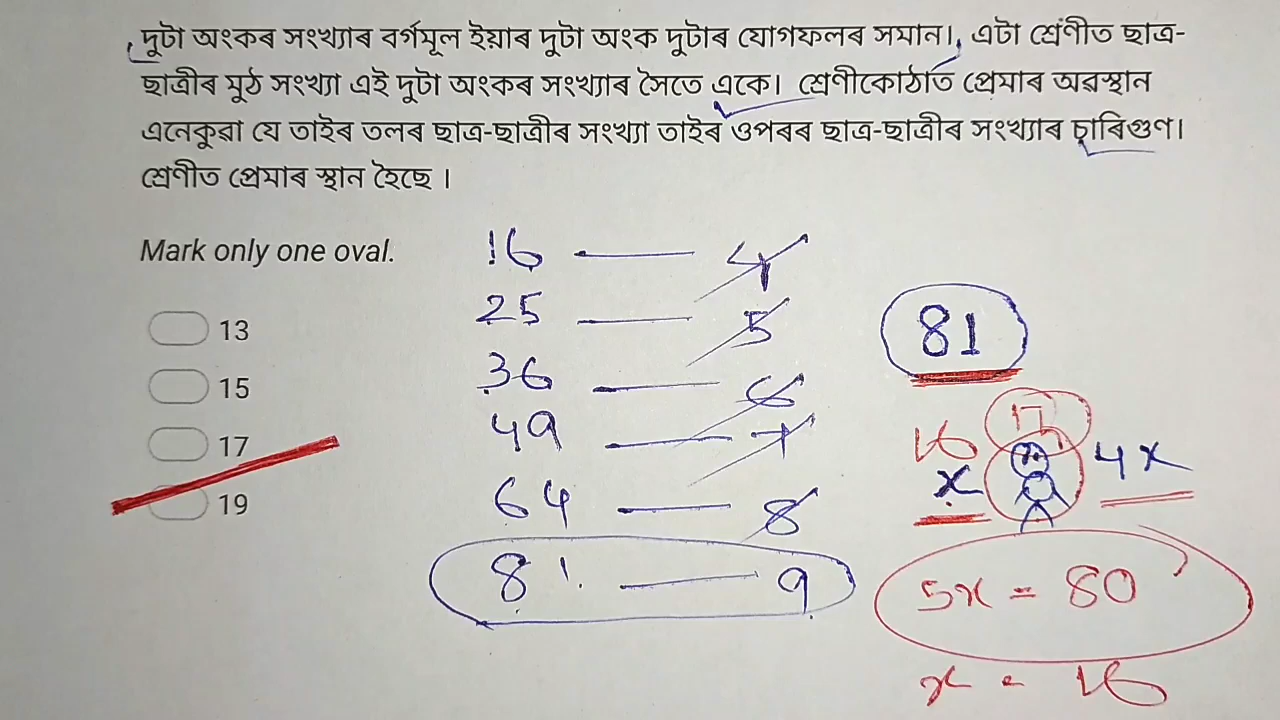 দুটা অংকৰ সংখ্যাৰ বৰ্গমূল ইয়াৰ দুটা অংক দুটাৰ যোগফলৰ সমান। এটা শ্ৰেণীত ছাত্ৰ-
ছাত্ৰীৰ মুঠ সংখ্যা এই দুটা অংকৰ সংখ্যাৰ সৈতে একে। শ্ৰেণীকোঠাত প্ৰেমাৰ অৱস্থান
এনেকুৱা যে তাইৰ তলৰ ছাত্ৰ-ছাত্ৰীৰ সংখ্যা তাইৰ ওপৰৰ ছাত্ৰ-ছাত্ৰীৰ সংখ্যাৰ চাৰিগুণ।
শ্ৰেণীত প্ৰেমাৰ স্থান হৈছে ।
Mark only one oval.
13
15
17
19
16 — 4
25 — 5
36 — 6
49 — 7
64 — 8
81 — 9
81
16 17
x 4x
5x = 80
x = 16